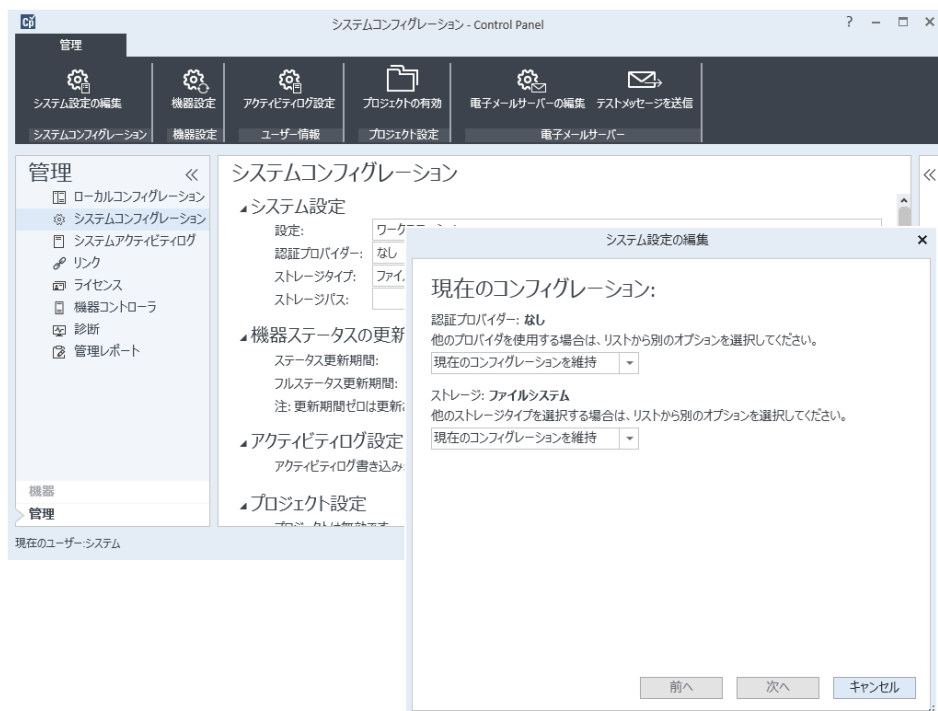 システムコンフィグレーション - Control Panel
管理
システム設定の編集
機器設定
アクティビティログ設定
プロジェクトの有効
電子メールサーバーの編集
テストメッセージを送信
システムコンフィグレーション
機器設定
ユーザー情報
プロジェクト設定
電子メールサーバー
管理
ローカルコンフィグレーション
システムコンフィグレーション
システムアクティビティログ
リンク
ライセンス
機器コントローラ
診断
管理レポート
機器
管理
現在のユーザー:システム
システムコンフィグレーション
システム設定
設定:
認証プロバイダー: なし
ストレージタイプ: ファイ
ストレージパス:
機器ステータスの更新
ステータス更新期間:
フルステータス更新期間:
注: 更新期間ゼロは更新
アクティビティログ設定
アクティビティログ書き込み
プロジェクト設定
システム設定の編集
現在のコンフィグレーション:
認証プロバイダー: なし
他のプロバイダを使用する場合は、リストから別のオプションを選択してください。
現在のコンフィグレーションを維持
ストレージ: ファイルシステム
他のストレージタイプを選択する場合は、リストから別のオプションを選択してください。
現在のコンフィグレーションを維持
前へ
次へ
キャンセル